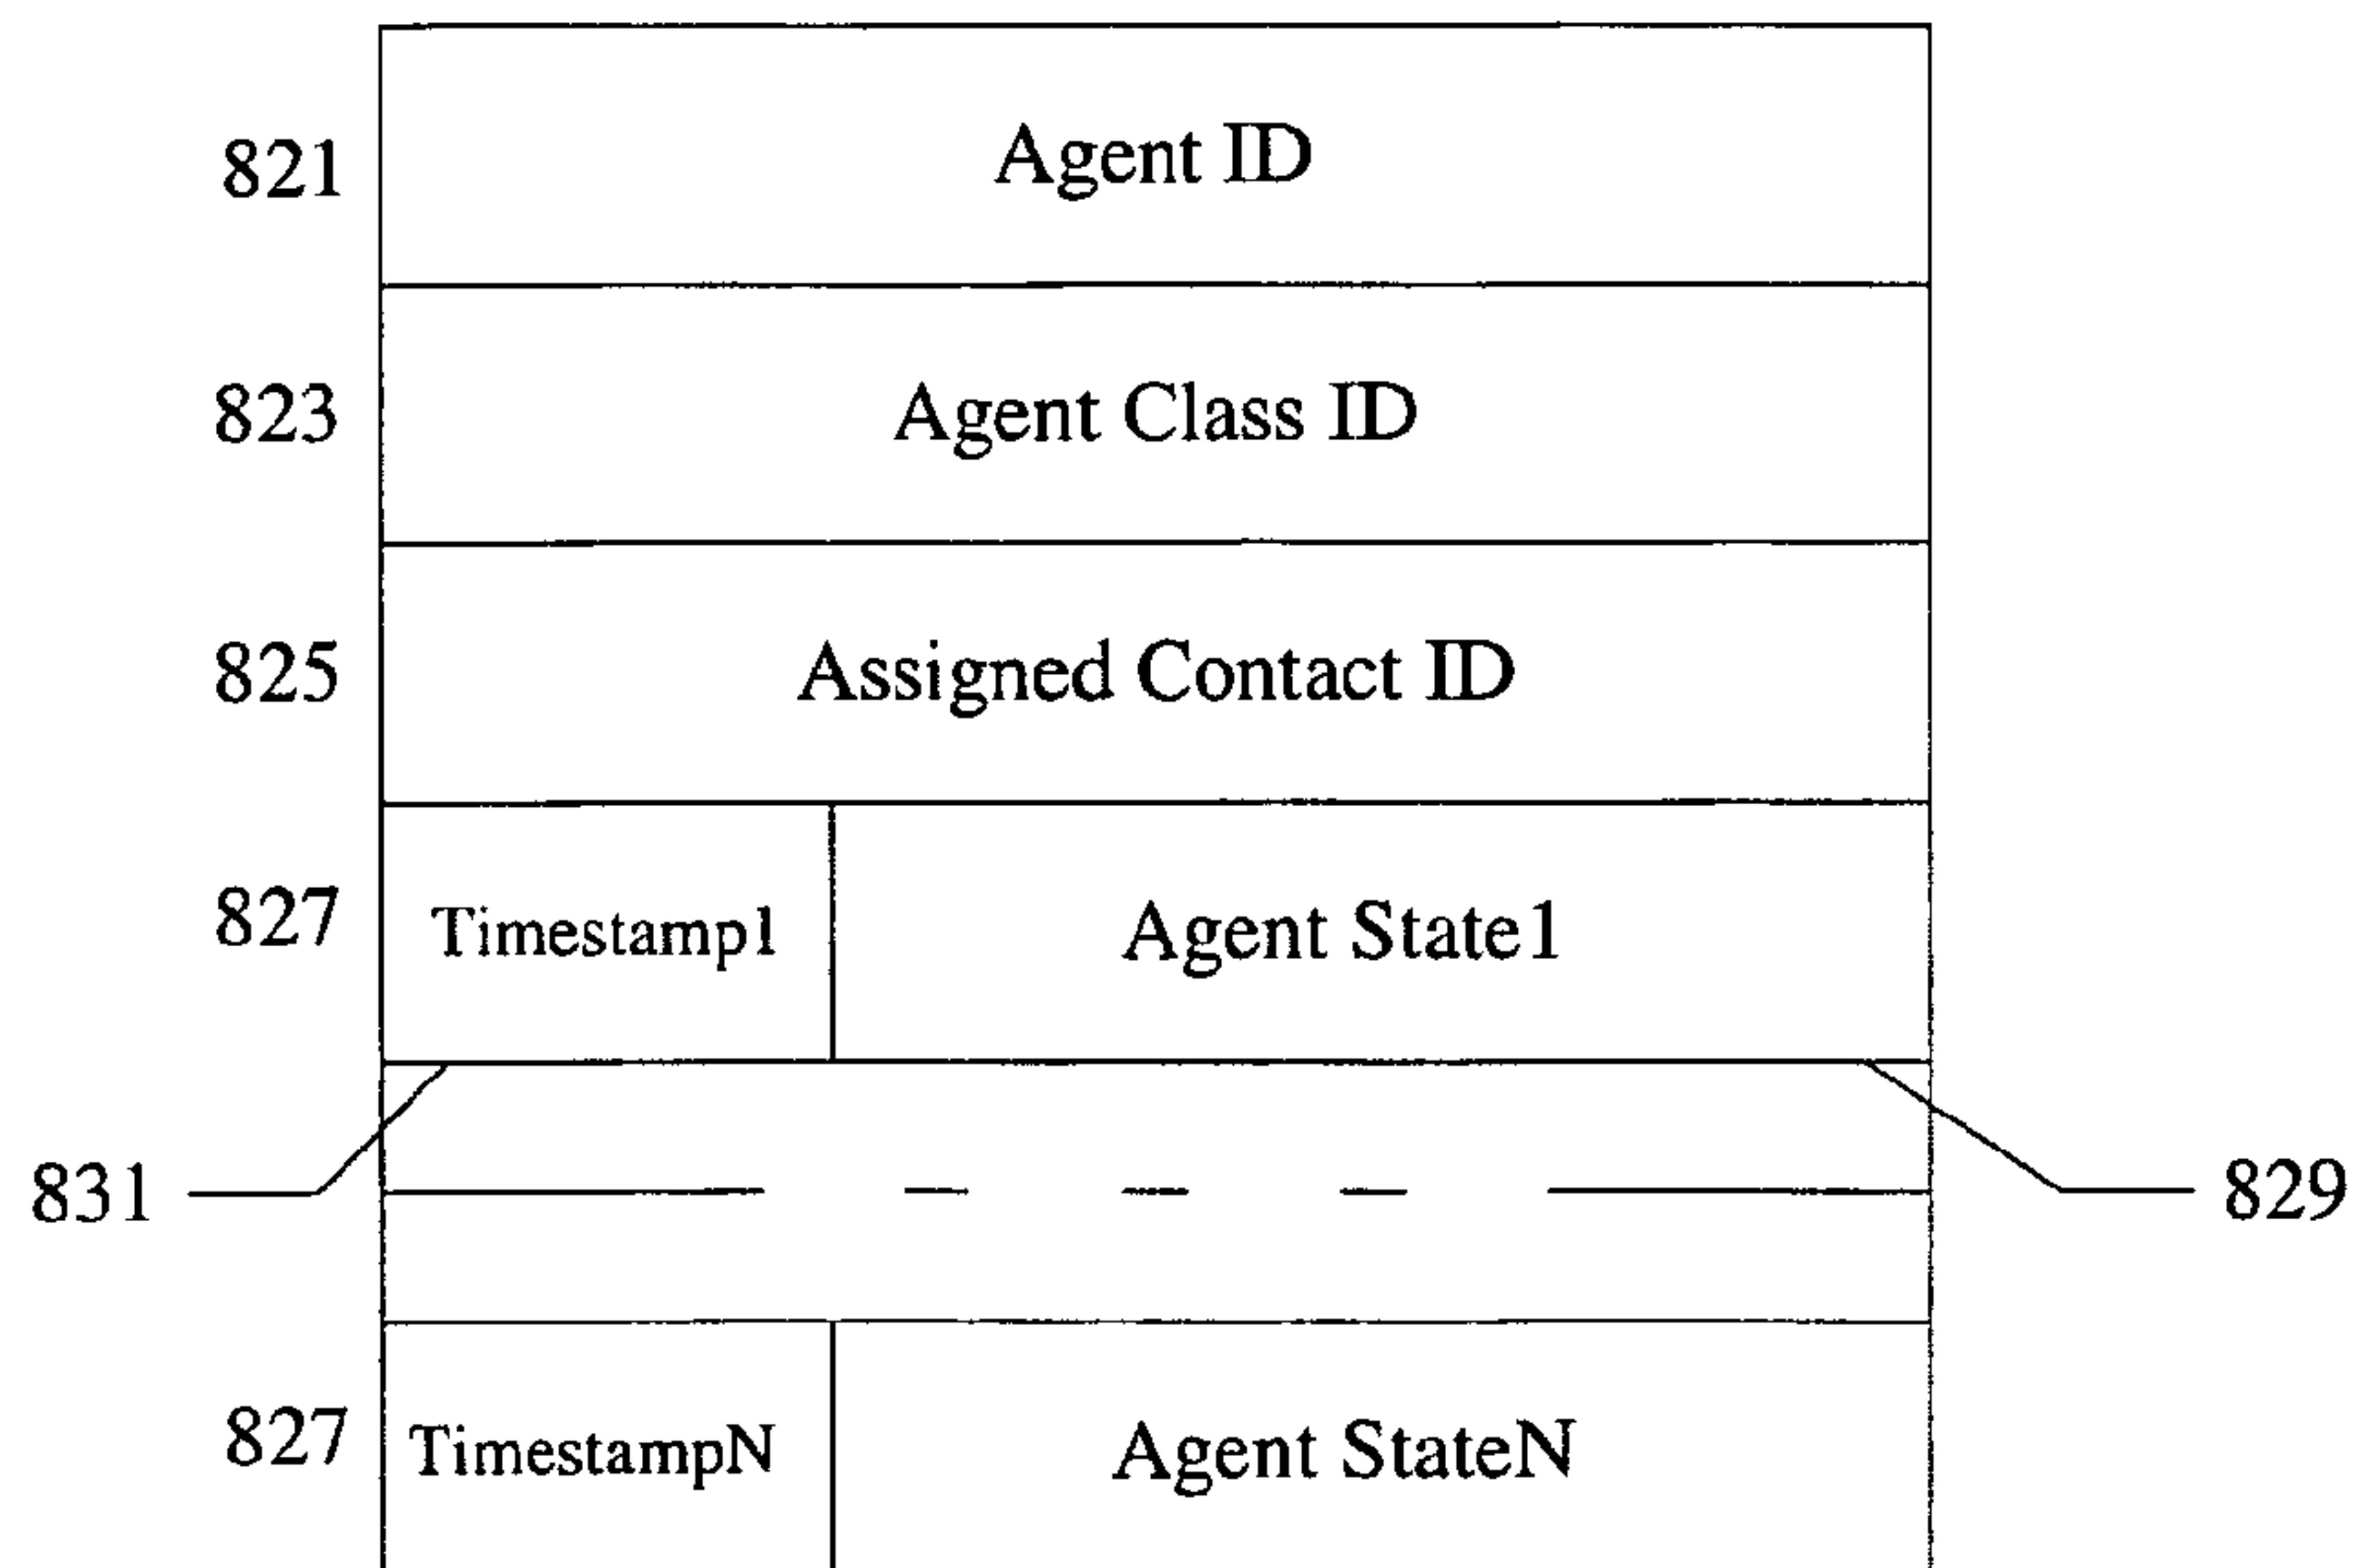 821 Agent ID
823 Agent Class ID
825 Assigned Contact ID
827 Timestamp1 Agent State1
831 829
827 TimestampN Agent StateN